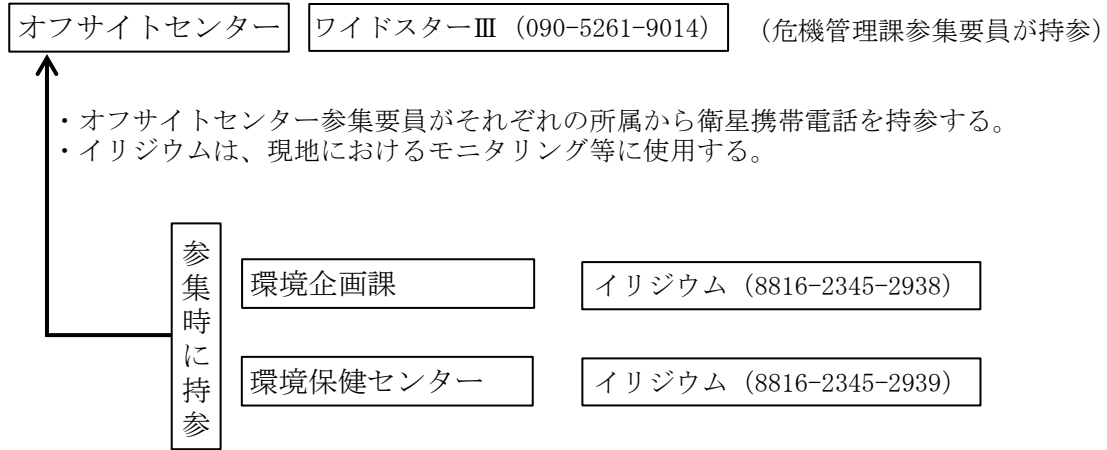 オフサイトセンター ワイドスターⅢ（090-5261-9014） （危機管理課参集要員が持参）
・オフサイトセンター参集要員がそれぞれの所属から衛星携帯電話を持参する。
・イリジウムは、現地におけるモニタリング等に使用する。
参集時に持参
環境企画課 イリジウム（8816-2345-2938）
環境保健センター イリジウム（8816-2345-2939）